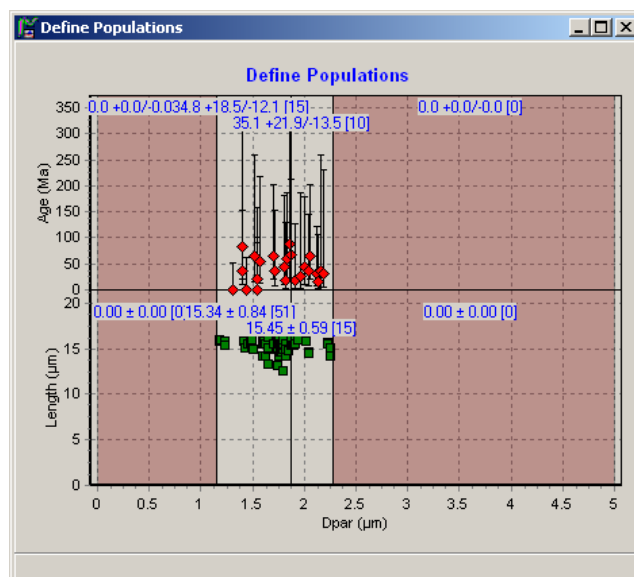 Define Populations
Define Populations
0.0 +0.0/-0.034.8 +18.5/-12.1 [15]
0.0 +0.0/-0.0 [0]
35.1 +21.9/-13.5 [10]
350
300
250
200
150
100
50
0
Age (Ma)
0.00 ± 0.00 [0'15.34 ± 0.84 [51]
0.00 ± 0.00 [0]
15.45 ± 0.59 [15]
20
15
10
5
0
Length (µm)
0 0.5 1 1.5 2 2.5 3 3.5 4 4.5 5
Dpar (µm)